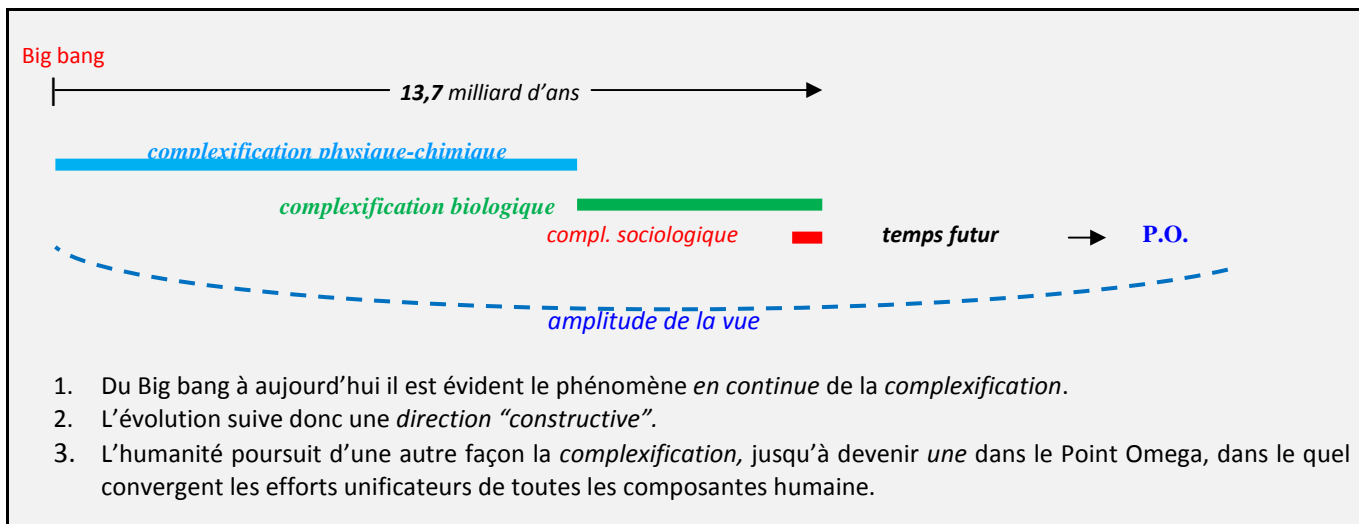 Big bang
13,7 milliard d’ans
complexification physique-chimique
complexification biologique
compl. sociologique temps futur P.O.
amplitude de la vue
1. Du Big bang à aujourd’hui il est évident le phénomène en continue de la complexification.
2. L’évolution suive donc une direction “constructive”.
3. L’humanité poursuit d’une autre façon la complexification, jusqu’à devenir une dans le Point Omega, dans le quel
convergent les efforts unificateurs de toutes les composantes humaine.